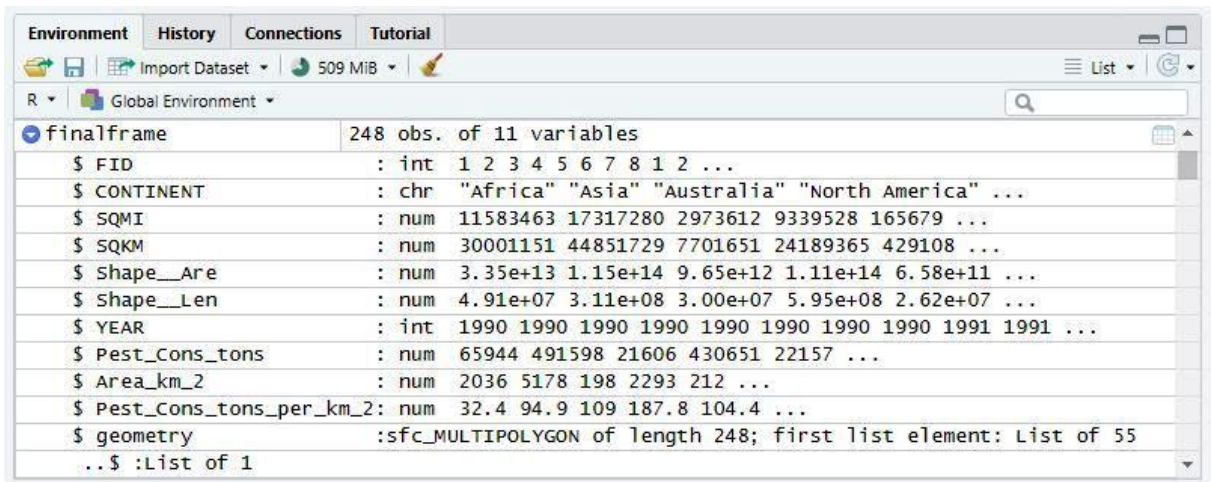 Environment History Connections Tutorial
Import Dataset 509 MiB List
R Global Environment
finalframe 248 obs. of 11 variables
$ FID : int 1 2 3 4 5 6 7 8 1 2 ...
$ CONTINENT : chr "Africa" "Asia" "Australia" "North America" ...
$ SQMI : num 11583463 17317280 2973612 9339528 165679 ...
$ SQKM : num 30001151 44851729 7701651 24189365 429108 ...
$ Shape__Are : num 3.35e+13 1.15e+14 9.65e+12 1.11e+14 6.58e+11 ...
$ Shape__Len : num 4.91e+07 3.11e+08 3.00e+07 5.95e+08 2.62e+07 ...
$ YEAR : int 1990 1990 1990 1990 1990 1990 1990 1990 1991 1991 ...
$ Pest_Cons_tons : num 65944 491598 21606 430651 22157 ...
$ Area_km_2 : num 2036 5178 198 2293 212 ...
$ Pest_Cons_tons_per_km_2: num 32.4 94.9 109 187.8 104.4 ...
$ geometry :sfc_MULTIPOLYGON of length 248; first list element: List of 55
..$ :List of 1